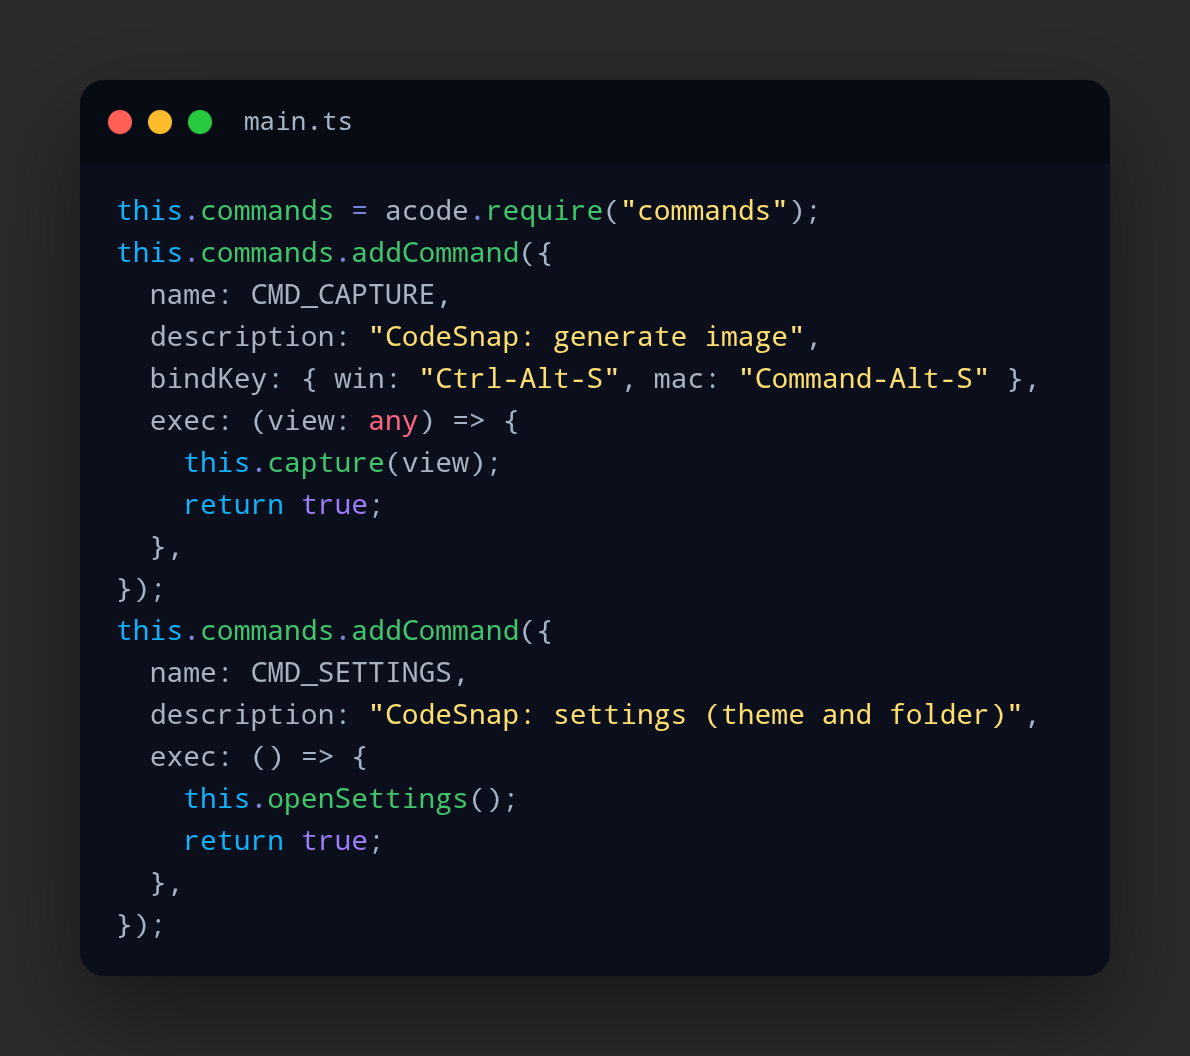 main.ts
this.commands = acode.require("commands");
this.commands.addCommand({
  name: CMD_CAPTURE,
  description: "CodeSnap: generate image",
  bindKey: { win: "Ctrl-Alt-S", mac: "Command-Alt-S" },
  exec: (view: any) => {
    this.capture(view);
    return true;
  },
});
this.commands.addCommand({
  name: CMD_SETTINGS,
  description: "CodeSnap: settings (theme and folder)",
  exec: () => {
    this.openSettings();
    return true;
  },
});